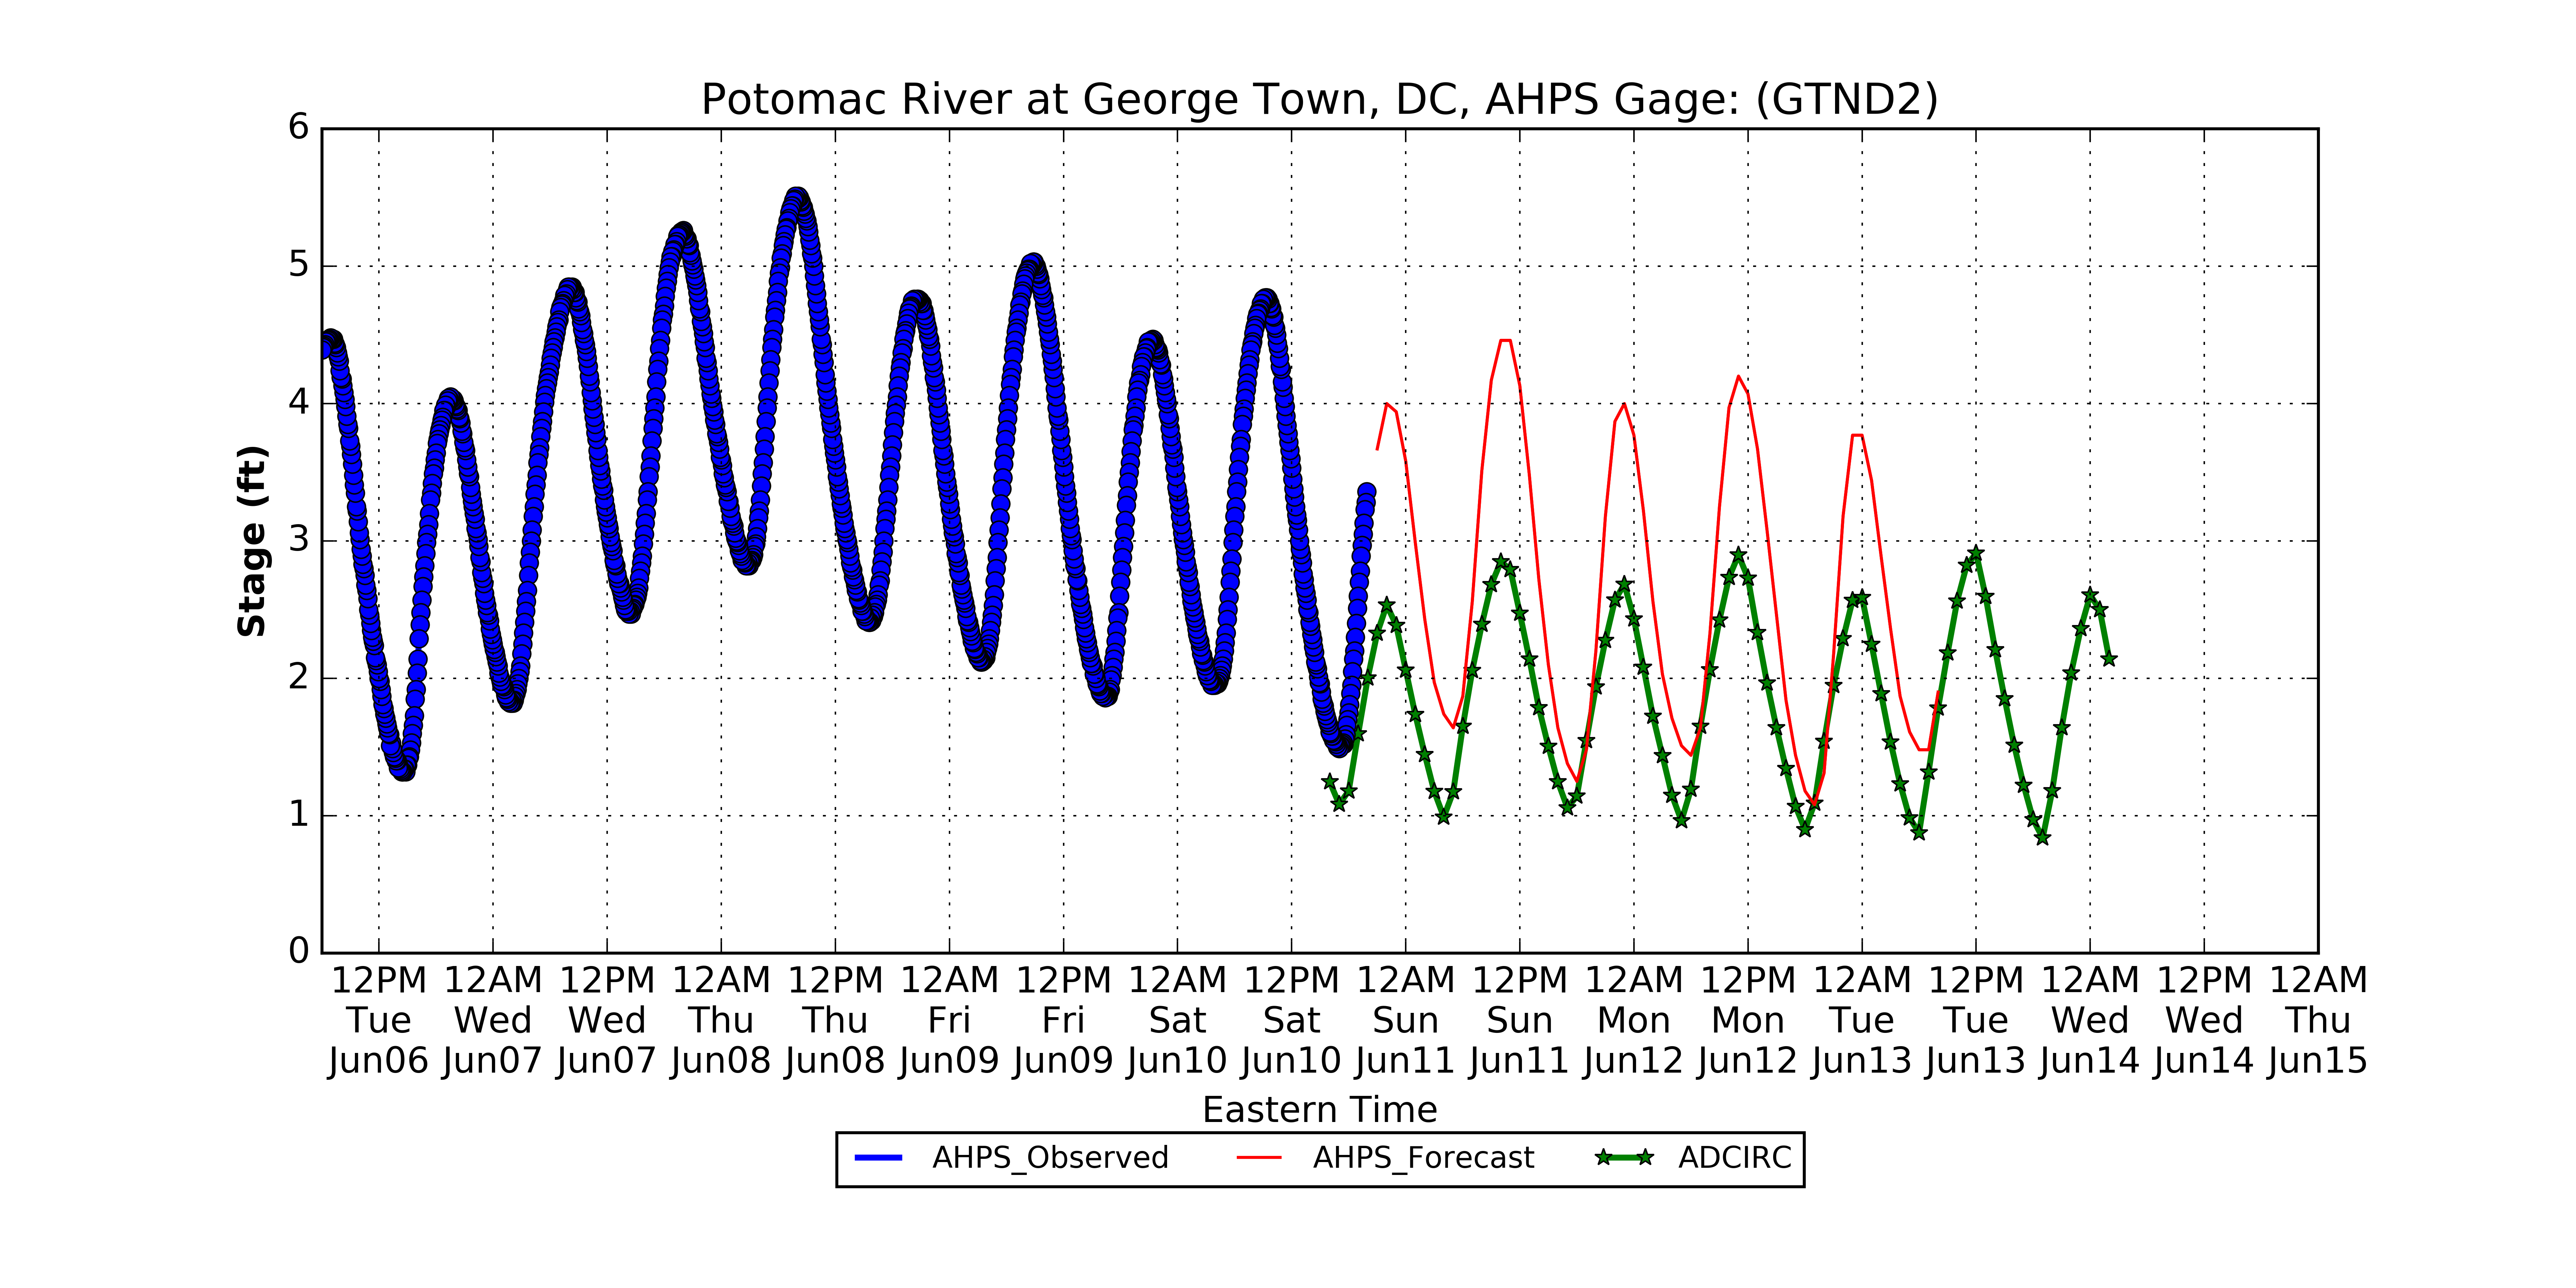 Potomac River at George Town, DC, AHPS Gage: (GTND2)
6
5
4
3
2
1
0
Stage (ft)
12PM 12AM 12PM 12AM 12PM 12AM 12PM 12AM 12PM 12AM 12PM 12AM 12PM 12AM 12PM 12AM 12PM 12AM
Tue Wed Wed Thu Thu Fri Fri Sat Sat Sun Sun Mon Mon Tue Tue Wed Wed Thu
Jun06 Jun07 Jun07 Jun08 Jun08 Jun09 Jun09 Jun10 Jun10 Jun11 Jun11 Jun12 Jun12 Jun13 Jun13 Jun14 Jun14 Jun15
Eastern Time
AHPS_Observed AHPS_Forecast ADCIRC